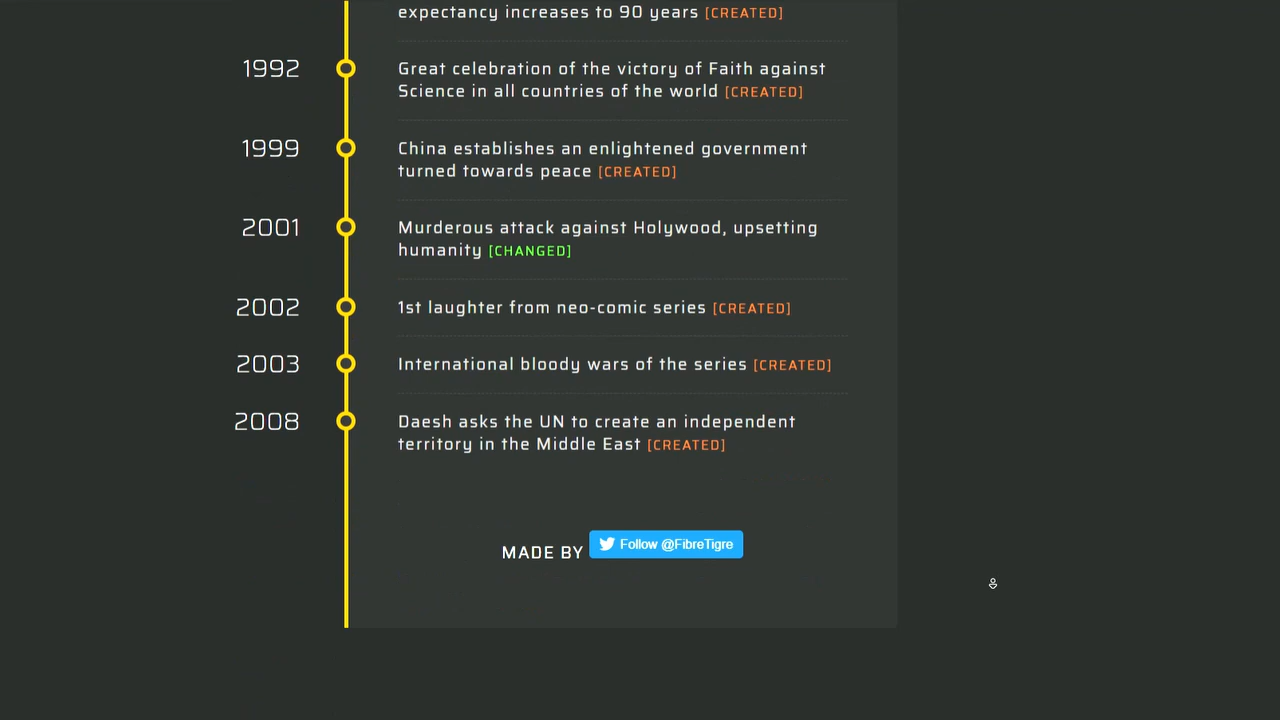 expectancy increases to 90 years [CREATED]
1992
Great celebration of the victory of Faith against
Science in all countries of the world [CREATED]
1999
China establishes an enlightened government
turned towards peace [CREATED]
2001
Murderous attack against Holywood, upsetting
humanity [CHANGED]
2002
1st laughter from neo-comic series [CREATED]
2003
International bloody wars of the series [CREATED]
2008
Daesh asks the UN to create an independent
territory in the Middle East [CREATED]
MADE BY Follow @FibreTigre